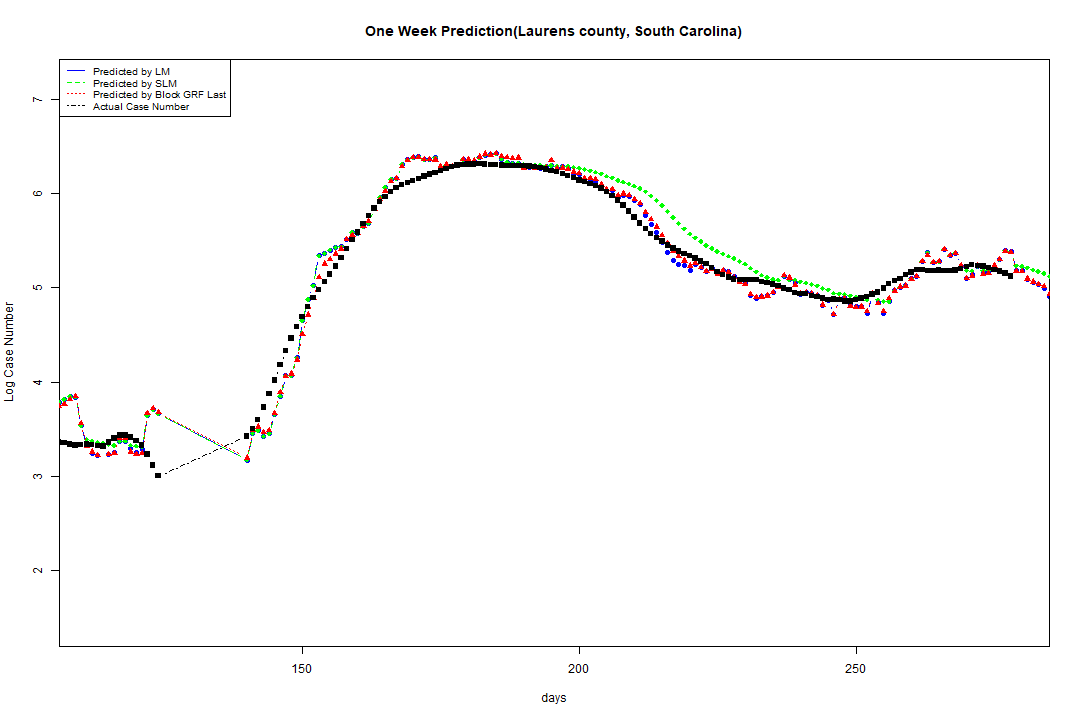 One Week Prediction(Laurens county, South Carolina)
Predicted by LM
Predicted by SLM
Predicted by Block GRF Last
Actual Case Number
Log Case Number
7
6
5
4
3
2
150
200
250
days